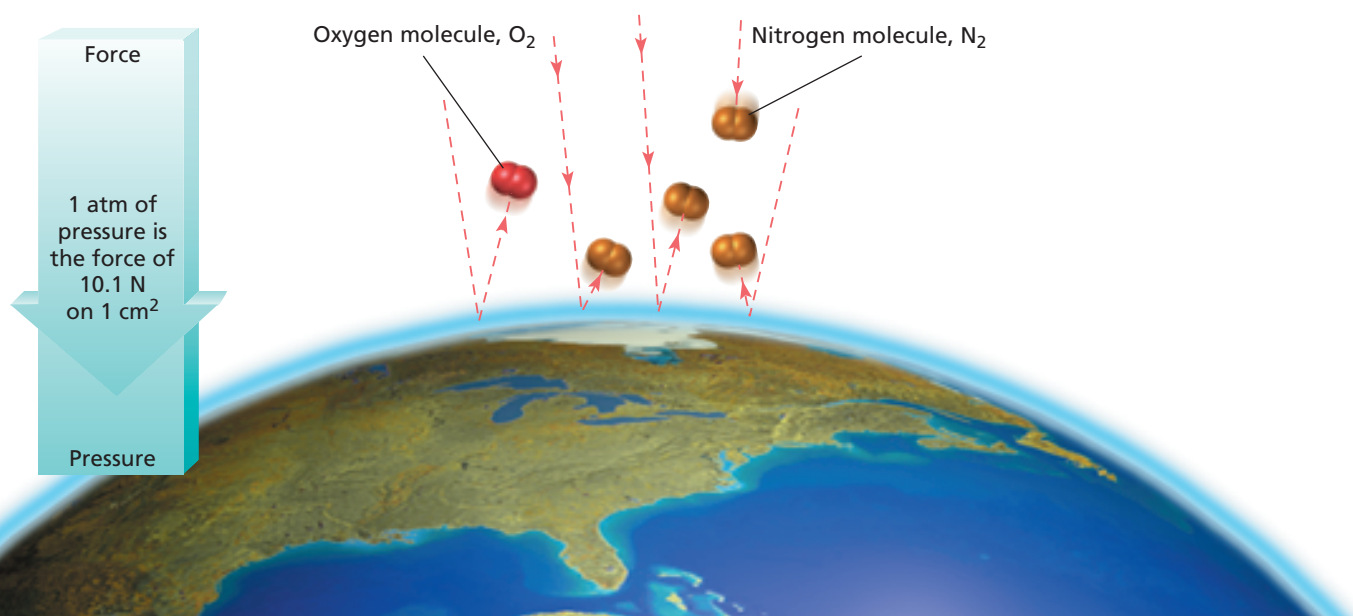 Force
1 atm of
pressure is
the force of
10.1 N
on 1 cm²
Pressure
Oxygen molecule, O₂
Nitrogen molecule, N₂